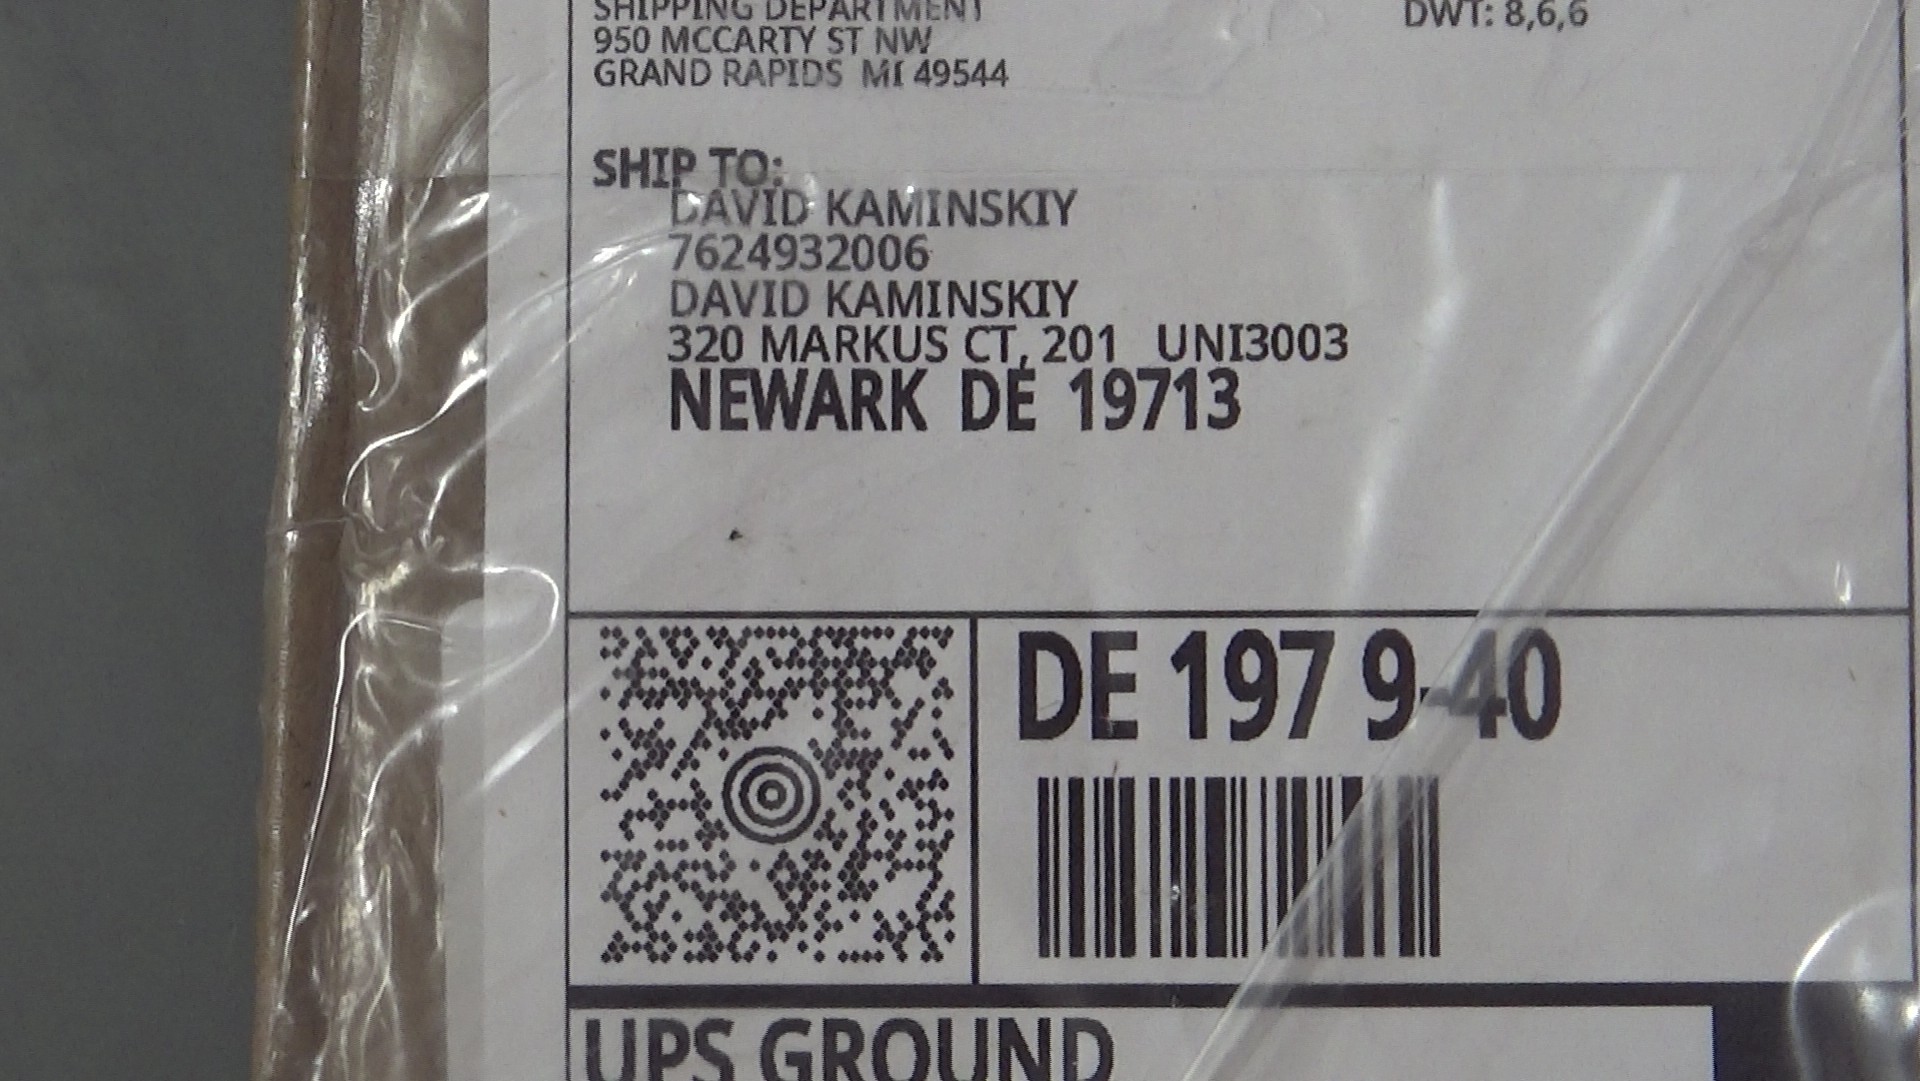 SHIPPING DEPARTMENT
950 MCCARTY ST NW
GRAND RAPIDS MI 49544
DWT: 8,6,6
SHIP TO:
DAVID KAMINSKIY
7624932006
DAVID KAMINSKIY
320 MARKUS CT, 201 UNI3003
NEWARK DE 19713
DE 197 9-40
UPS GROUND